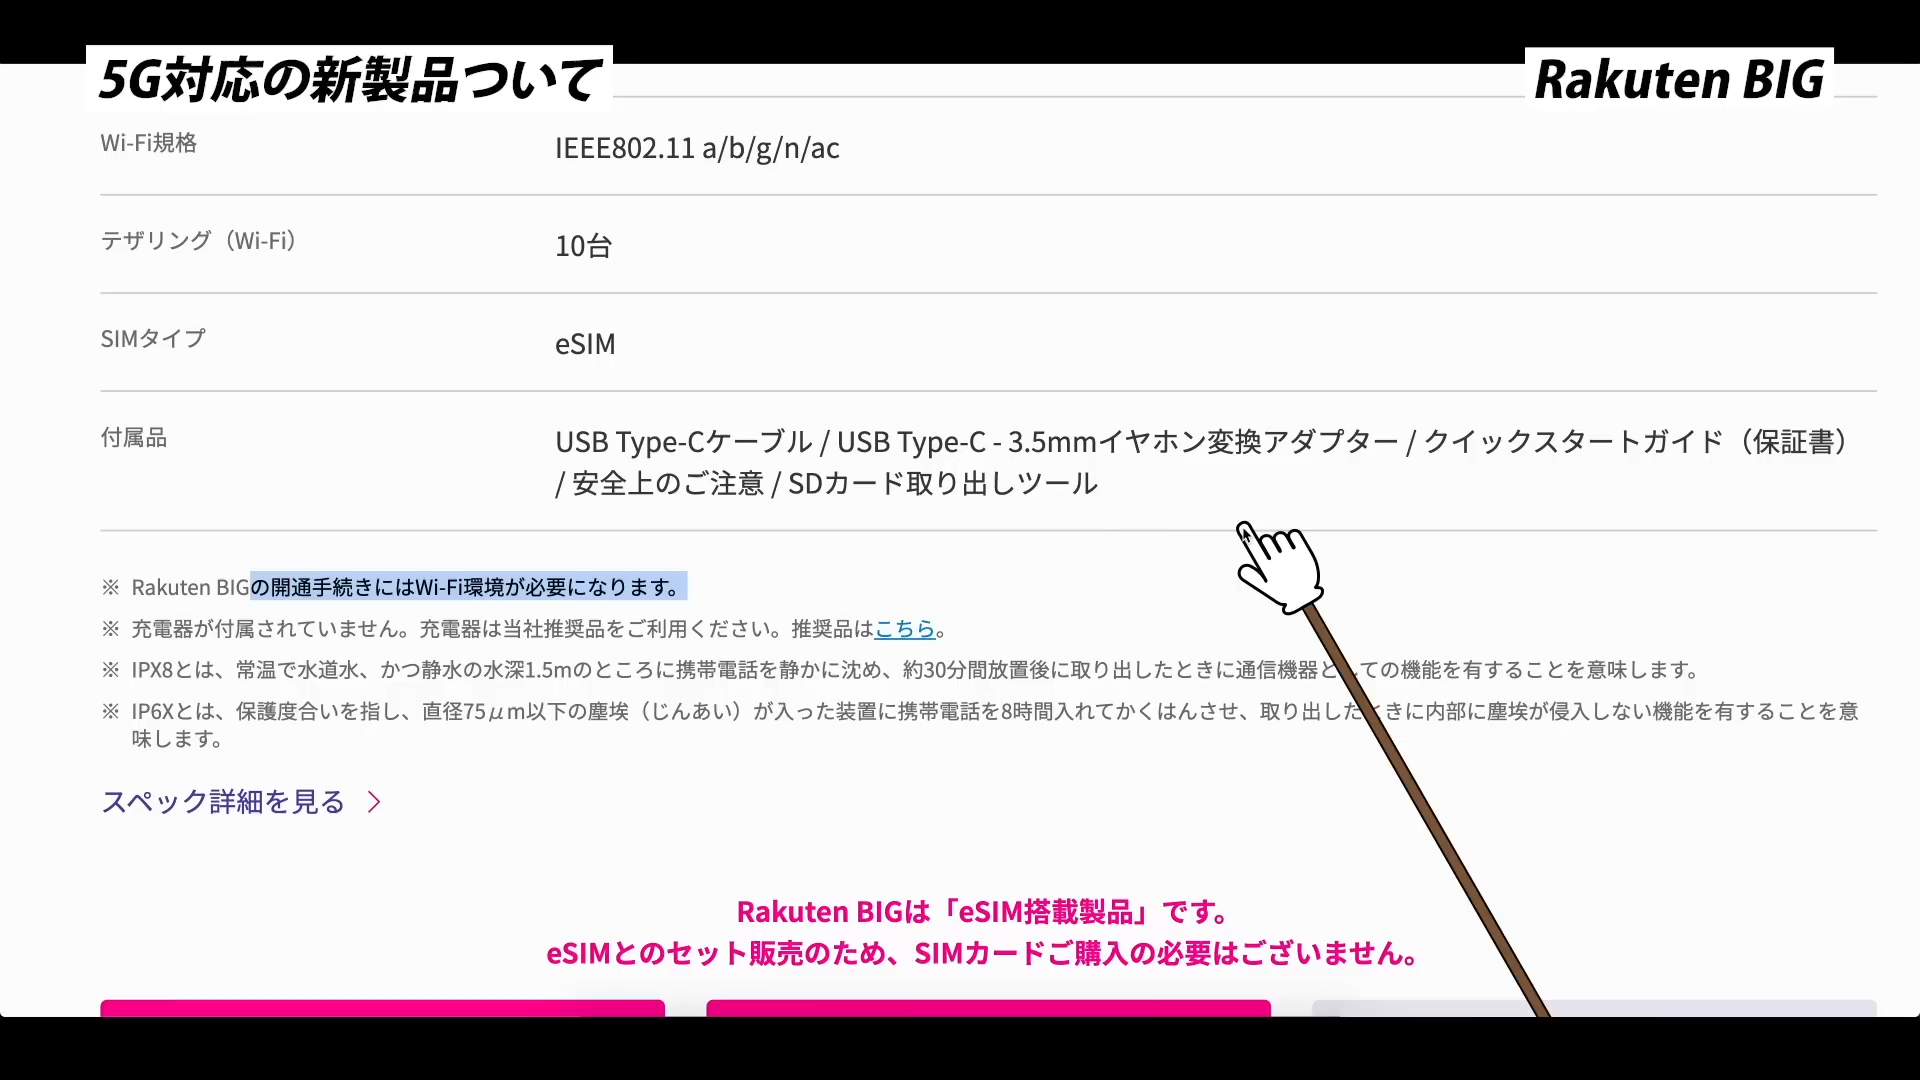 5G対応の新製品ついて
Rakuten BIG
Wi-Fi規格
IEEE802.11 a/b/g/n/ac
テザリング（Wi-Fi）
10台
SIMタイプ
eSIM
付属品
USB Type-Cケーブル / USB Type-C - 3.5mmイヤホン変換アダプター / クイックスタートガイド（保証書）
/ 安全上のご注意 / SDカード取り出しツール
※ Rakuten BIGの開通手続きにはWi-Fi環境が必要になります。
※ 充電器が付属されていません。充電器は当社推奨品をご利用ください。推奨品はこちら。
※ IPX8とは、常温で水道水、かつ静水の水深1.5mのところに携帯電話を静かに沈め、約30分間放置後に取り出したときに通信機器としての機能を有することを意味します。
※ IP6Xとは、保護度合いを指し、直径75μm以下の塵埃（じんあい）が入った装置に携帯電話を8時間入れてかくはんさせ、取り出したときに内部に塵埃が侵入しない機能を有することを意
味します。
スペック詳細を見る
Rakuten BIGは「eSIM搭載製品」です。
eSIMとのセット販売のため、SIMカードご購入の必要はございません。